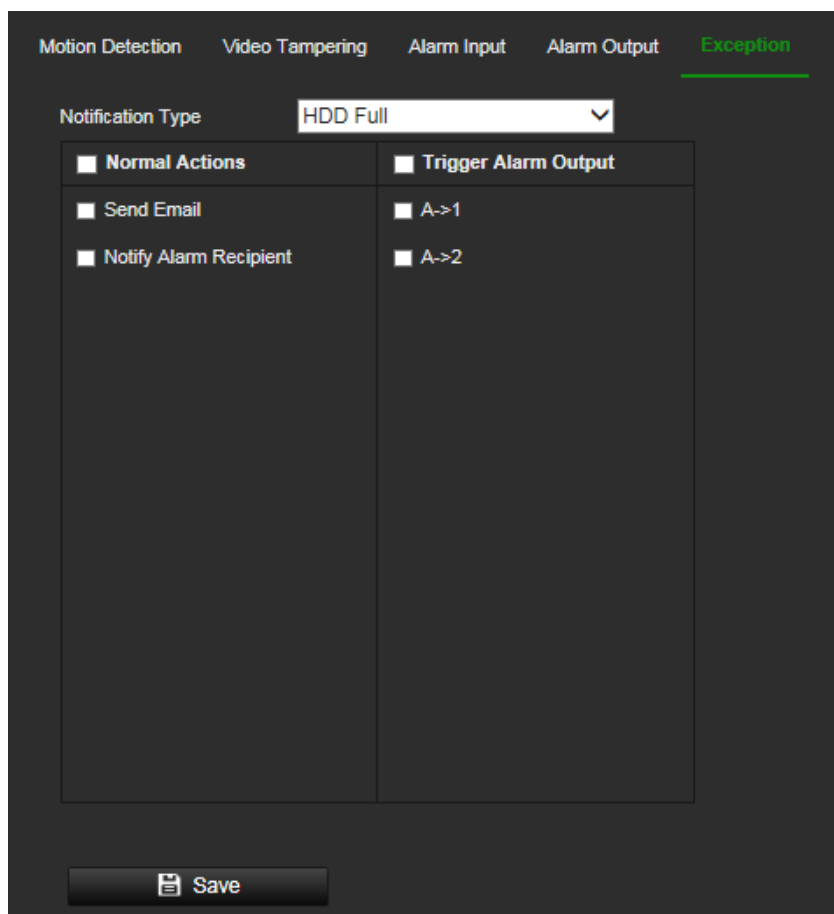 Motion Detection Video Tampering Alarm Input Alarm Output Exception
Notification Type HDD Full
Normal Actions Trigger Alarm Output
Send Email A->1
Notify Alarm Recipient A->2
Save